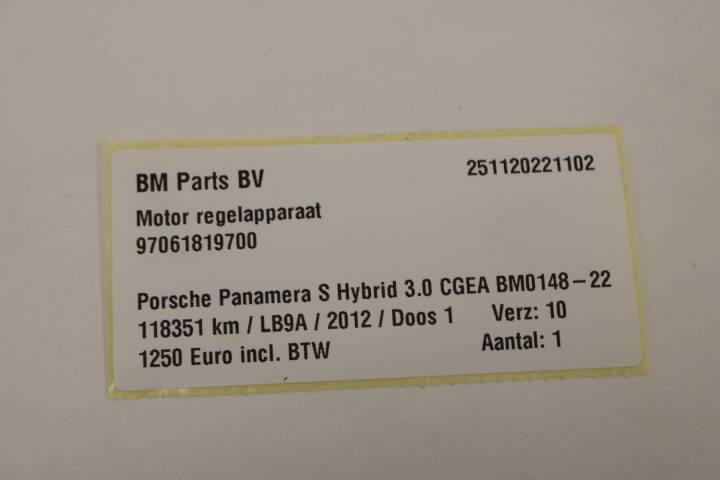 BM Parts BV 251120221102
Motor regelapparaat
97061819700
Porsche Panamera S Hybrid 3.0 CGEA BM0148-22
118351 km / LB9A / 2012 / Doos 1 Verz: 10
1250 Euro incl. BTW Aantal: 1